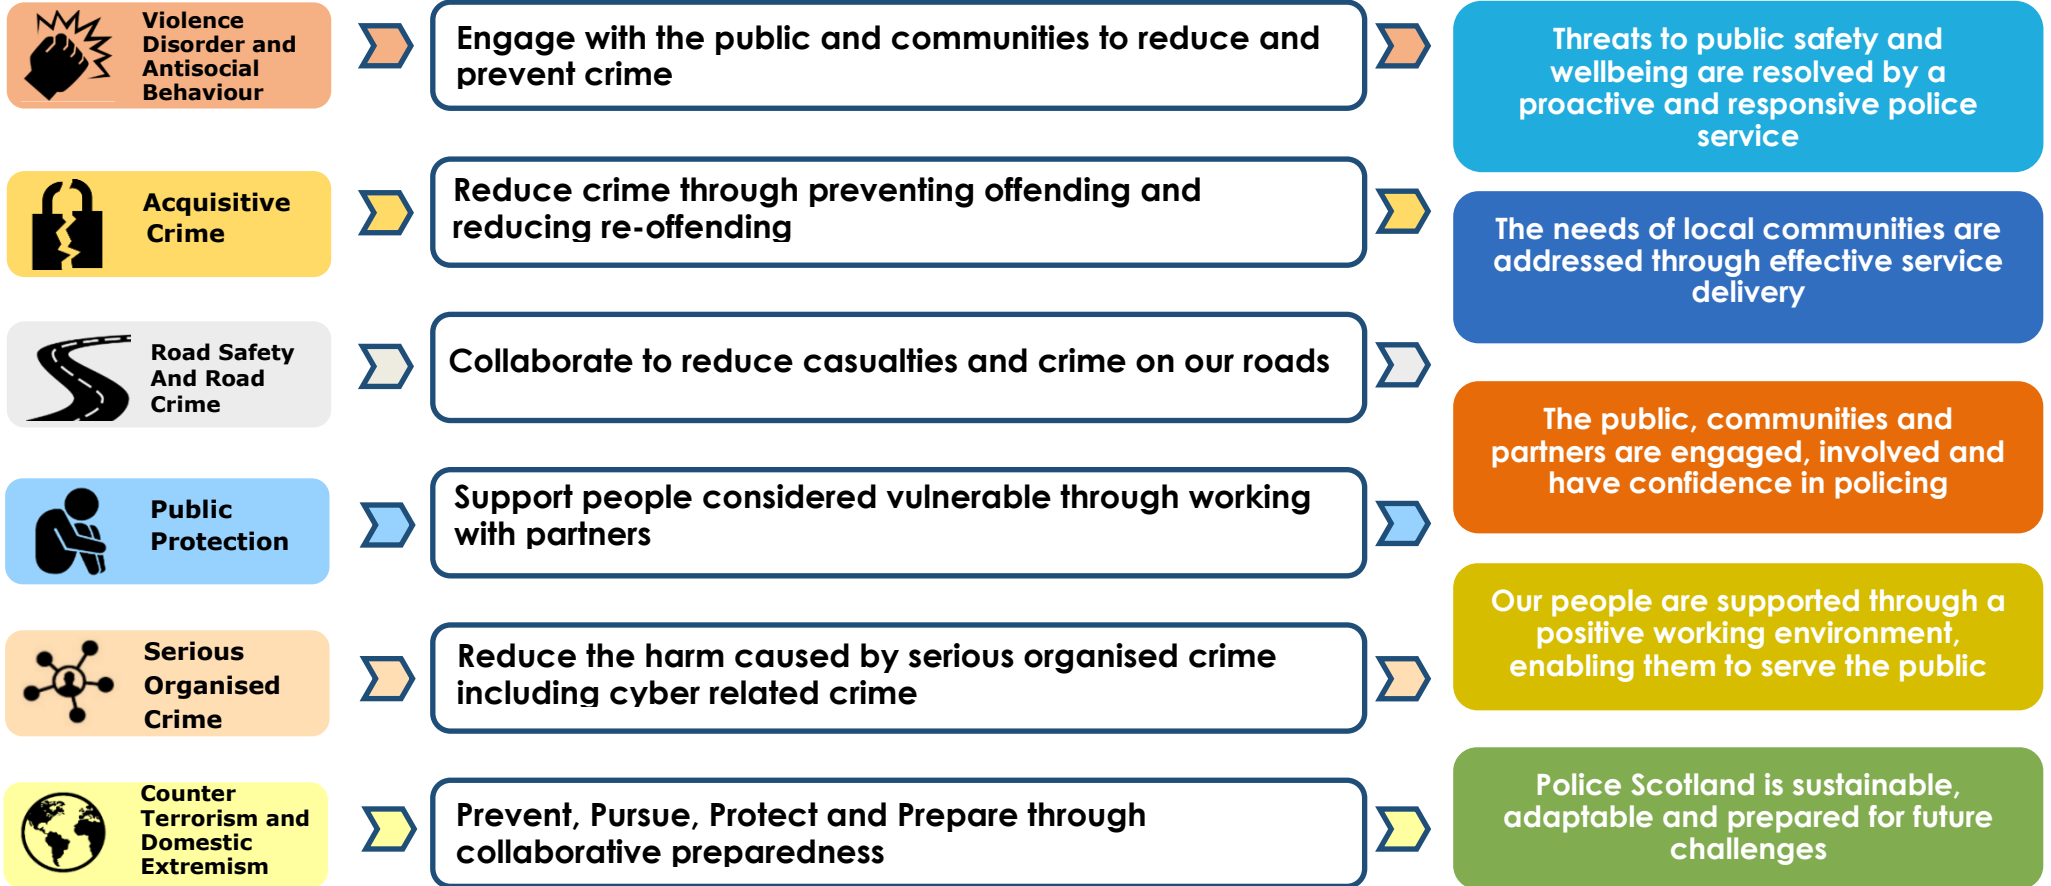 Violence
Disorder and
Antisocial
Behaviour
Engage with the public and communities to reduce and
prevent crime
Threats to public safety and
wellbeing are resolved by a
proactive and responsive police
service
Acquisitive
Crime
Reduce crime through preventing offending and
reducing re-offending
The needs of local communities are
addressed through effective service
delivery
Road Safety
And Road
Crime
Collaborate to reduce casualties and crime on our roads
The public, communities and
partners are engaged, involved and
have confidence in policing
Public
Protection
Support people considered vulnerable through working
with partners
Serious
Organised
Crime
Reduce the harm caused by serious organised crime
including cyber related crime
Our people are supported through a
positive working environment,
enabling them to serve the public
Counter
Terrorism and
Domestic
Extremism
Prevent, Pursue, Protect and Prepare through
collaborative preparedness
Police Scotland is sustainable,
adaptable and prepared for future
challenges